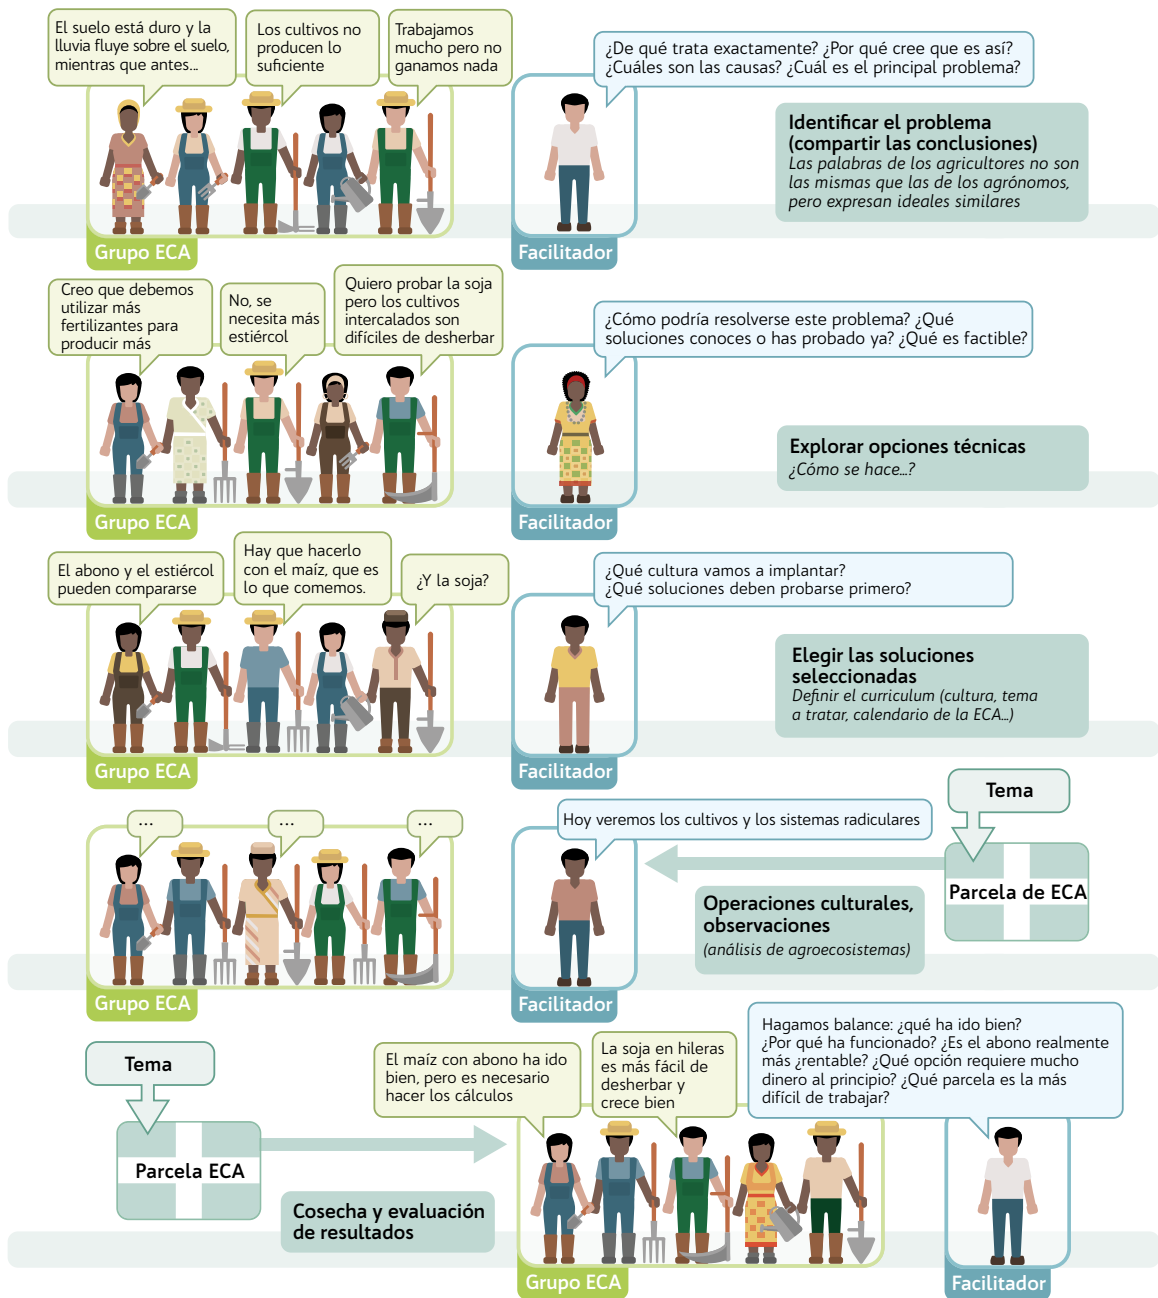 El suelo está duro y la
lluvia fluye sobre el suelo,
mientras que antes...
Los cultivos no
producen lo
suficiente
Trabajamos
mucho pero no
ganamos nada
¿De qué trata exactamente? ¿Por qué cree que es así?
¿Cuáles son las causas? ¿Cuál es el principal problema?
Identificar el problema
(compartir las conclusiones)
Las palabras de los agricultores no son
las mismas que las de los agrónomos,
pero expresan ideales similares
Grupo ECA
Facilitador
Creo que debemos
utilizar más
fertilizantes para
producir más
No, se
necesita más
estiércol
Quiero probar la soja
pero los cultivos
intercalados son
difíciles de desherbar
¿Cómo podría resolverse este problema? ¿Qué
soluciones conoces o has probado ya? ¿Qué es factible?
Explorar opciones técnicas
¿Cómo se hace...?
Grupo ECA
Facilitador
El abono y el estiércol
pueden compararse
Hay que hacerlo
con el maíz, que es
lo que comemos.
¿Y la soja?
¿Qué cultura vamos a implantar?
¿Qué soluciones deben probarse primero?
Elegir las soluciones
seleccionadas
Definir el curriculum (cultura, tema
a tratar, calendario de la ECA...)
Grupo ECA
Facilitador
...
...
...
Hoy veremos los cultivos y los sistemas radiculares
Tema
Parcela de ECA
Operaciones culturales,
observaciones
(análisis de agroecosistemas)
Grupo ECA
Facilitador
Tema
Parcela ECA
Cosecha y evaluación
de resultados
El maíz con abono ha ido
bien, pero es necesario
hacer los cálculos
La soja en hileras
es más fácil de
desherbar y
crece bien
Hagamos balance: ¿qué ha ido bien?
¿Por qué ha funcionado? ¿Es el abono realmente
más ¿rentable? ¿Qué opción requiere mucho
dinero al principio? ¿Qué parcela es la más
difícil de trabajar?
Grupo ECA
Facilitador